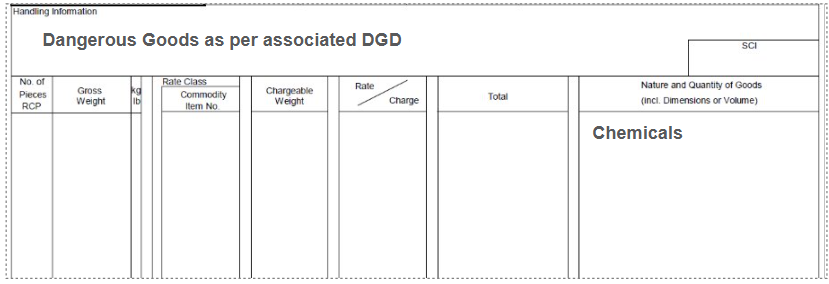 Handling Information
Dangerous Goods as per associated DGD
SCI
No. of
Pieces
RCP
Gross
Weight
kg
lb
Rate Class
Commodity
Item No.
Chargeable
Weight
Rate
Charge
Total
Nature and Quantity of Goods
(incl. Dimensions or Volume)
Chemicals